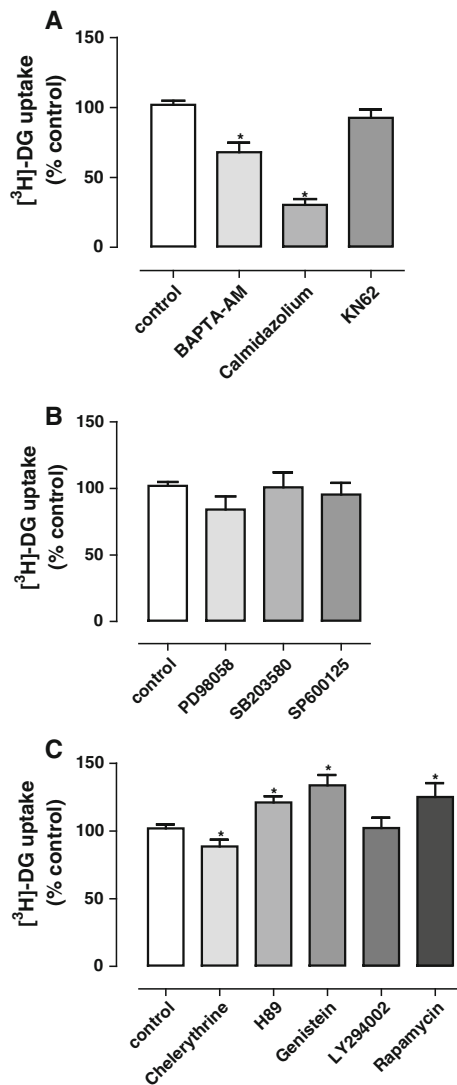 A
[³H]-DG uptake
(% control)
150
100
50
0
*
*
control
BAPTA-AM
Calmidazolium
KN62
B
[³H]-DG uptake
(% control)
150
100
50
0
control
PD98058
SB203580
SP600125
C
[³H]-DG uptake
(% control)
150
100
50
0
*
*
*
*
control
Chelerythrine
H89
Genistein
LY294002
Rapamycin